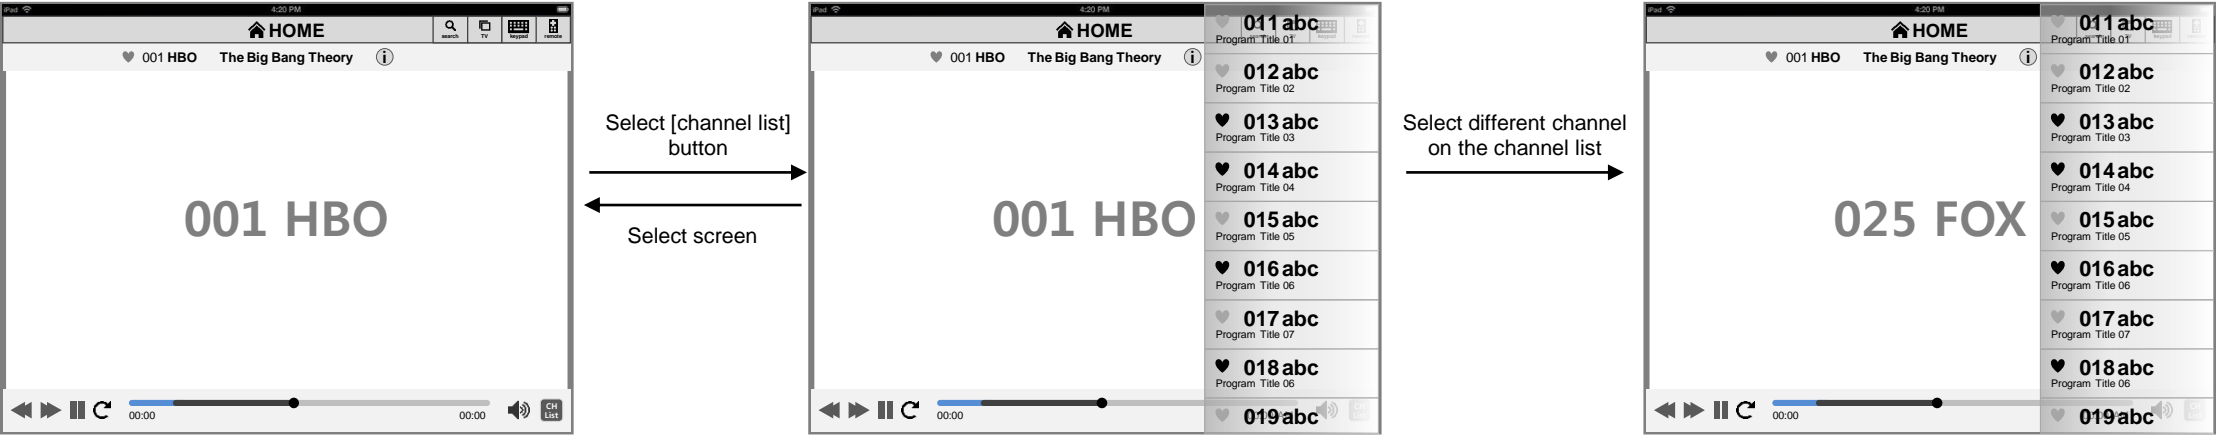 iPad 4:20 PM
HOME
search TV keypad remote
001 HBO The Big Bang Theory i
001 HBO
00:00 00:00
CH
List
Select [channel list]
button
Select screen
iPad 4:20 PM
HOME
001 HBO The Big Bang Theory i
001 HBO
00:00
011 abc
Program Title 01
012 abc
Program Title 02
013 abc
Program Title 03
014 abc
Program Title 04
015 abc
Program Title 05
016 abc
Program Title 06
017 abc
Program Title 07
018 abc
Program Title 06
019 abc
Select different channel
on the channel list
iPad 4:20 PM
HOME
001 HBO The Big Bang Theory i
025 FOX
00:00
011 abc
Program Title 01
012 abc
Program Title 02
013 abc
Program Title 03
014 abc
Program Title 04
015 abc
Program Title 05
016 abc
Program Title 06
017 abc
Program Title 07
018 abc
Program Title 06
019 abc